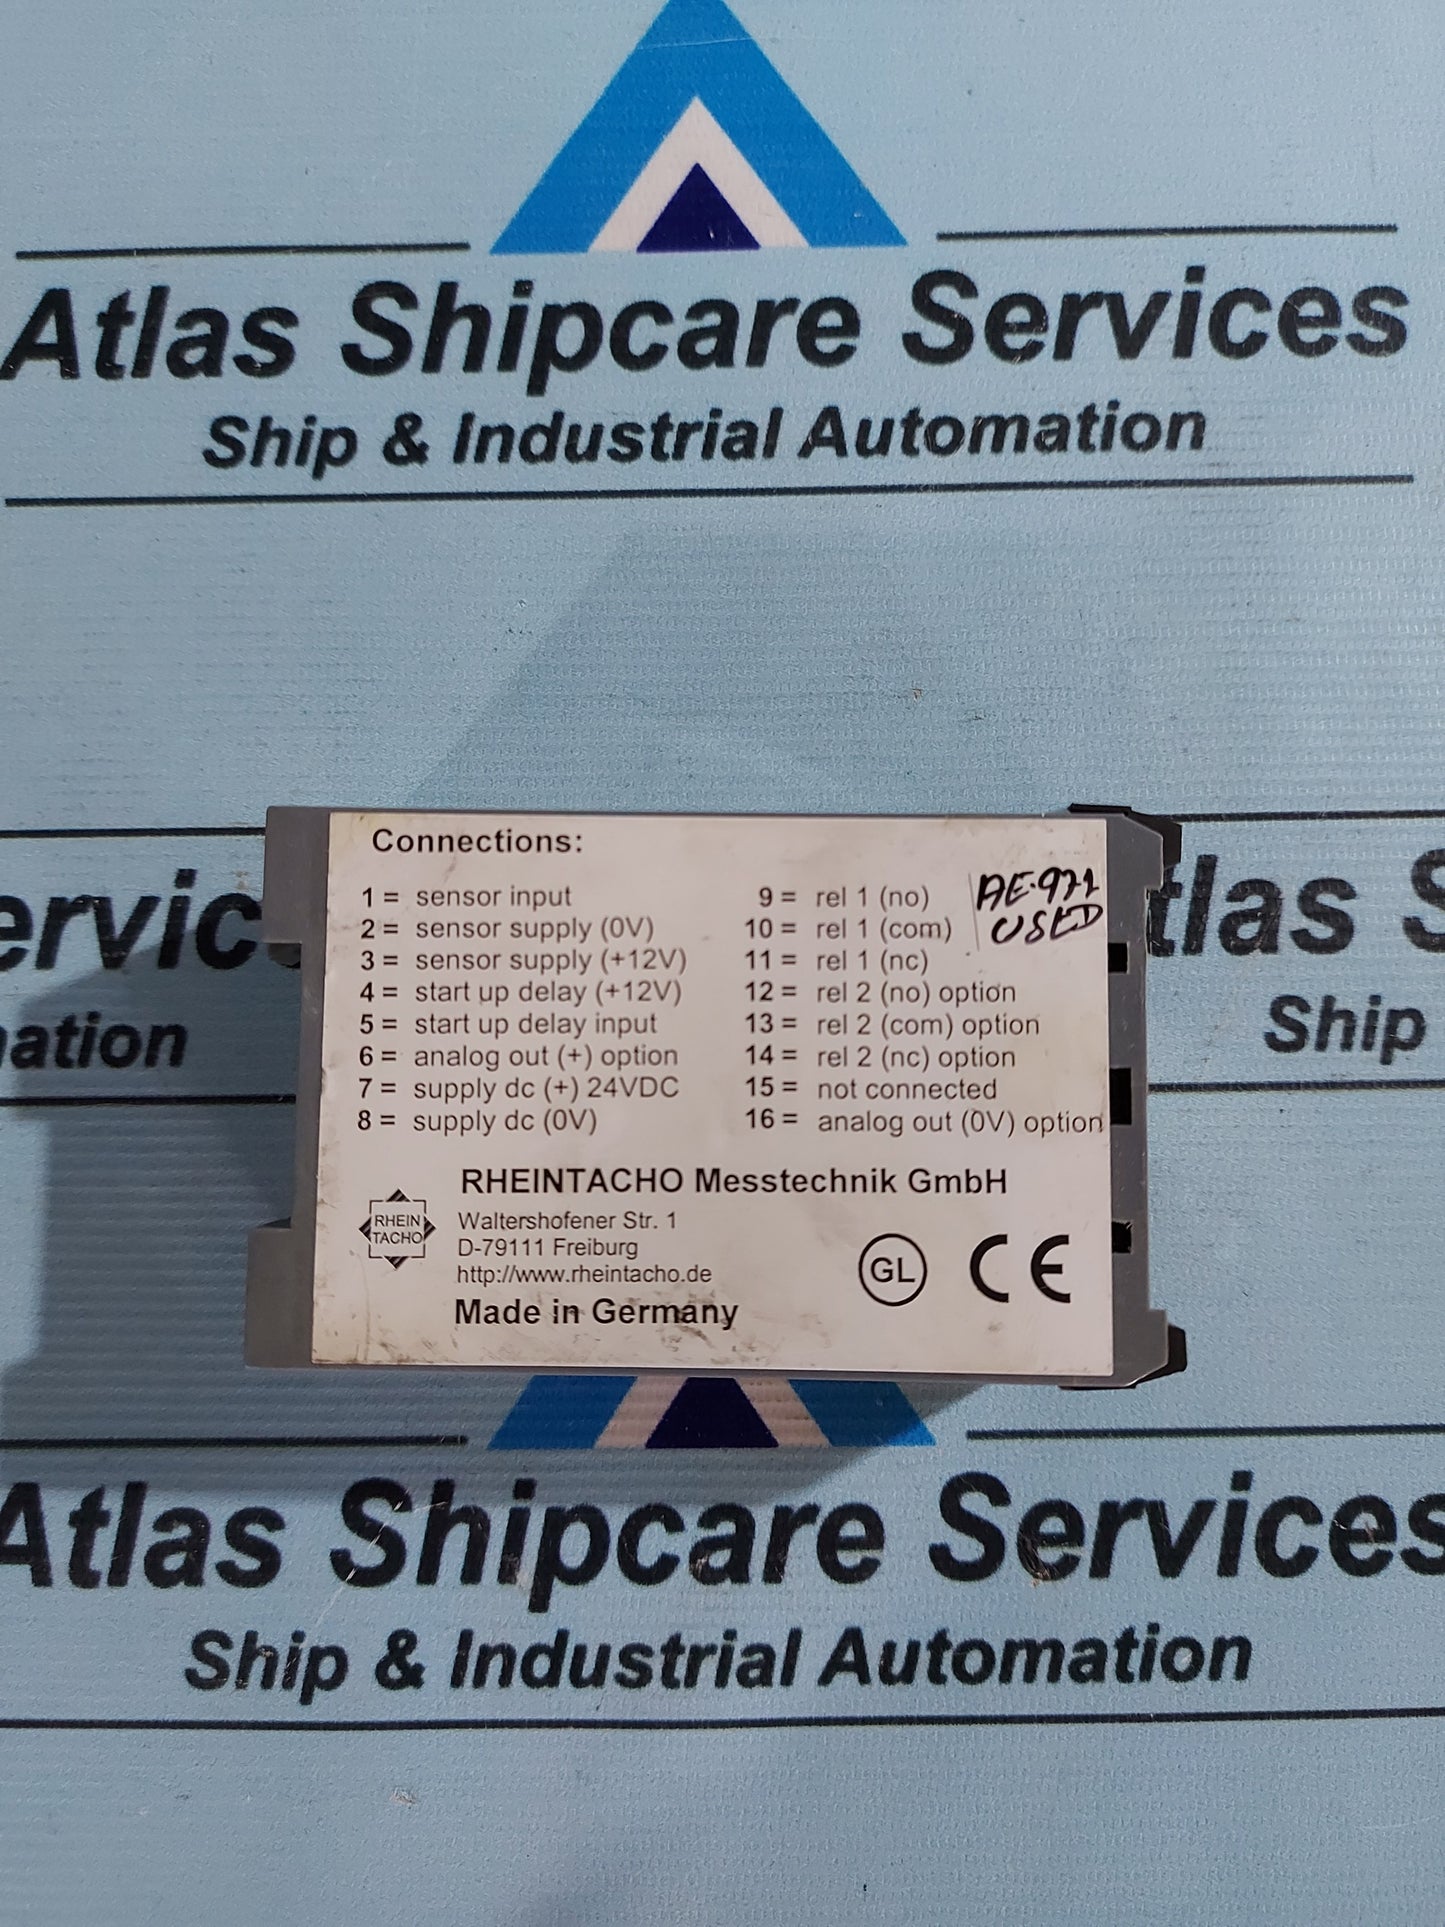 Atlas Shipcare Services
Ship & Industrial Automation
ervic
ation
tlas S
Ship
Connections:
1 = sensor input
2 = sensor supply (0V)
3 = sensor supply (+12V)
4 = start up delay (+12V)
5 = start up delay input
6 = analog out (+) option
7 = supply dc (+) 24VDC
8 = supply dc (0V)
9 = rel 1 (no)
10 = rel 1 (com)
11 = rel 1 (nc)
12 = rel 2 (no) option
13 = rel 2 (com) option
14 = rel 2 (nc) option
15 = not connected
16 = analog out (0V) option
AE-971
USED
RHEINTACHO Messtechnik GmbH
RHEIN
TACHO
Waltershofener Str. 1
D-79111 Freiburg
http://www.rheintacho.de
Made in Germany
GL
CE
Atlas Shipcare Services
Ship & Industrial Automation